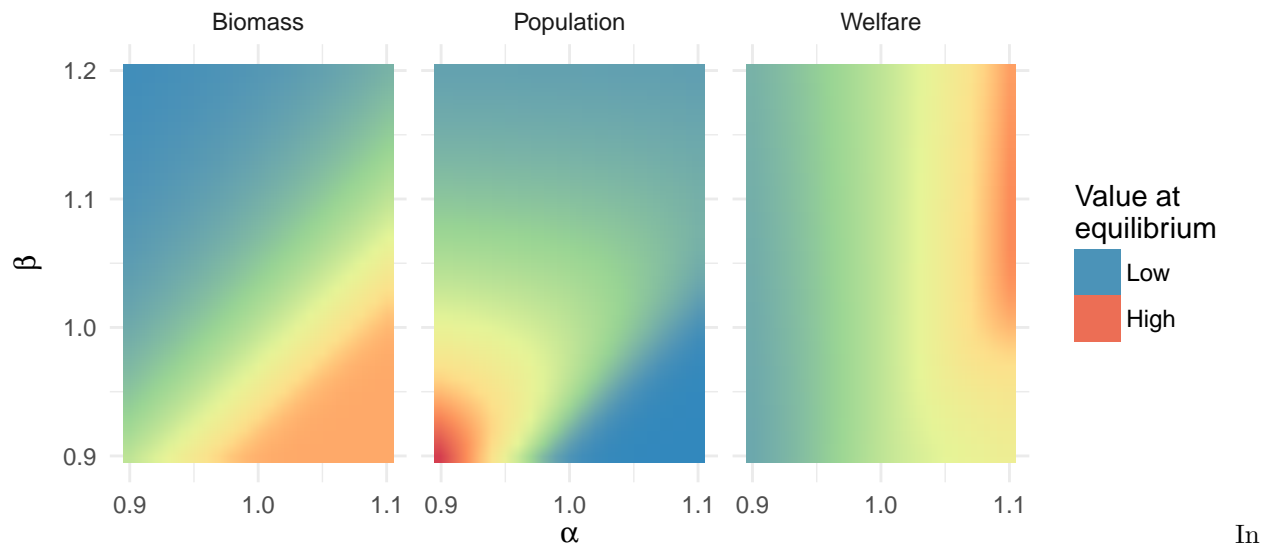 Biomass Population Welfare
1.2
1.1
1.0
0.9
β
0.9 1.0 1.1 0.9 1.0 1.1 0.9 1.0 1.1
α
Value at
equilibrium
Low
High
In